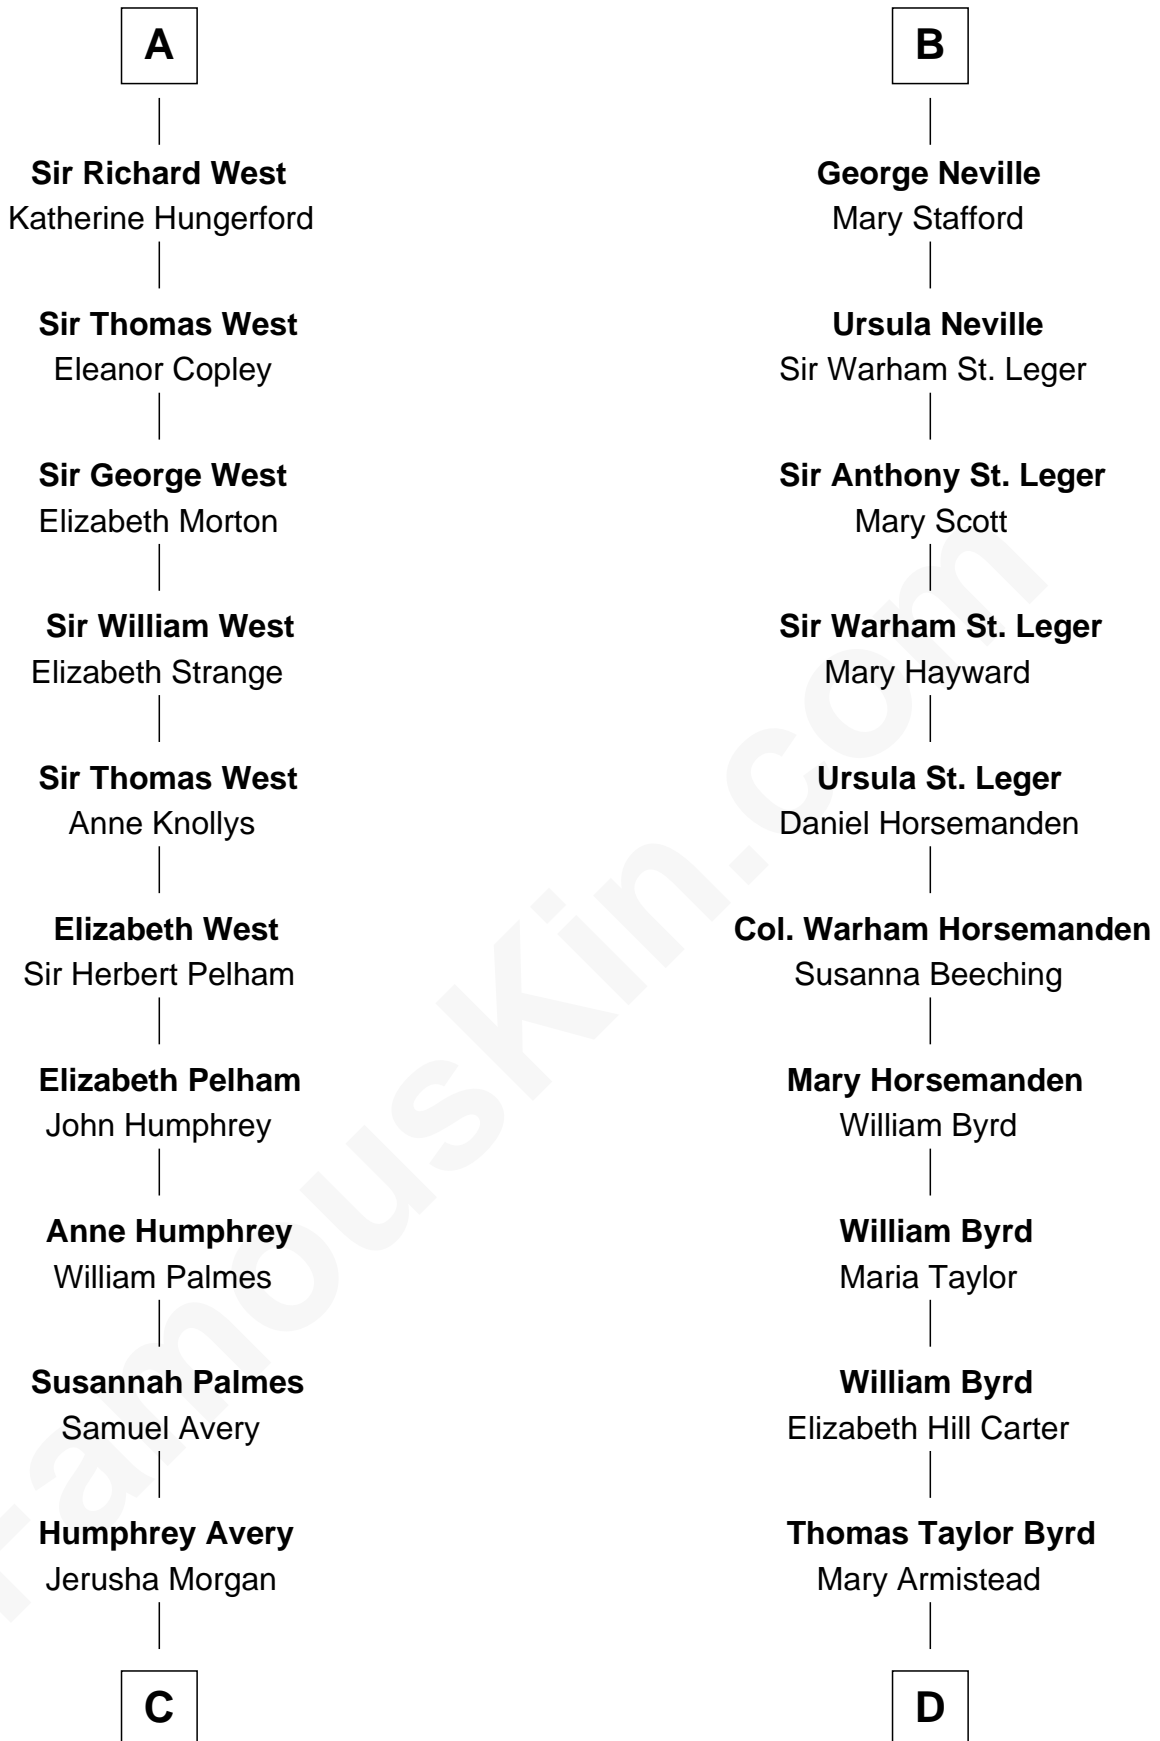 A
Sir Richard West
Katherine Hungerford
Sir Thomas West
Eleanor Copley
Sir George West
Elizabeth Morton
Sir William West
Elizabeth Strange
Sir Thomas West
Anne Knollys
Elizabeth West
Sir Herbert Pelham
Elizabeth Pelham
John Humphrey
Anne Humphrey
William Palmes
Susannah Palmes
Samuel Avery
Humphrey Avery
Jerusha Morgan
C
B
George Neville
Mary Stafford
Ursula Neville
Sir Warham St. Leger
Sir Anthony St. Leger
Mary Scott
Sir Warham St. Leger
Mary Hayward
Ursula St. Leger
Daniel Horsemanden
Col. Warham Horsemanden
Susanna Beeching
Mary Horsemanden
William Byrd
William Byrd
Maria Taylor
William Byrd
Elizabeth Hill Carter
Thomas Taylor Byrd
Mary Armistead
D
FamousKin.com